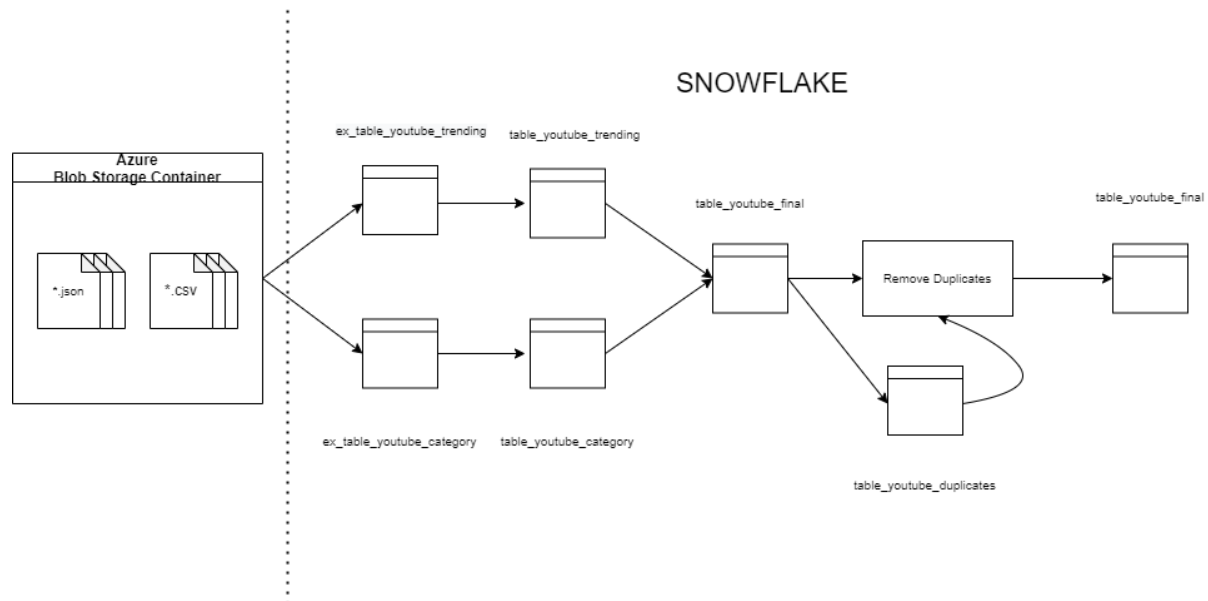 SNOWFLAKE
ex_table_youtube_trending
table_youtube_trending
Azure
Blob Storage Container
table_youtube_final
table_youtube_final
*.json
*.CSV
Remove Duplicates
ex_table_youtube_category
table_youtube_category
table_youtube_duplicates